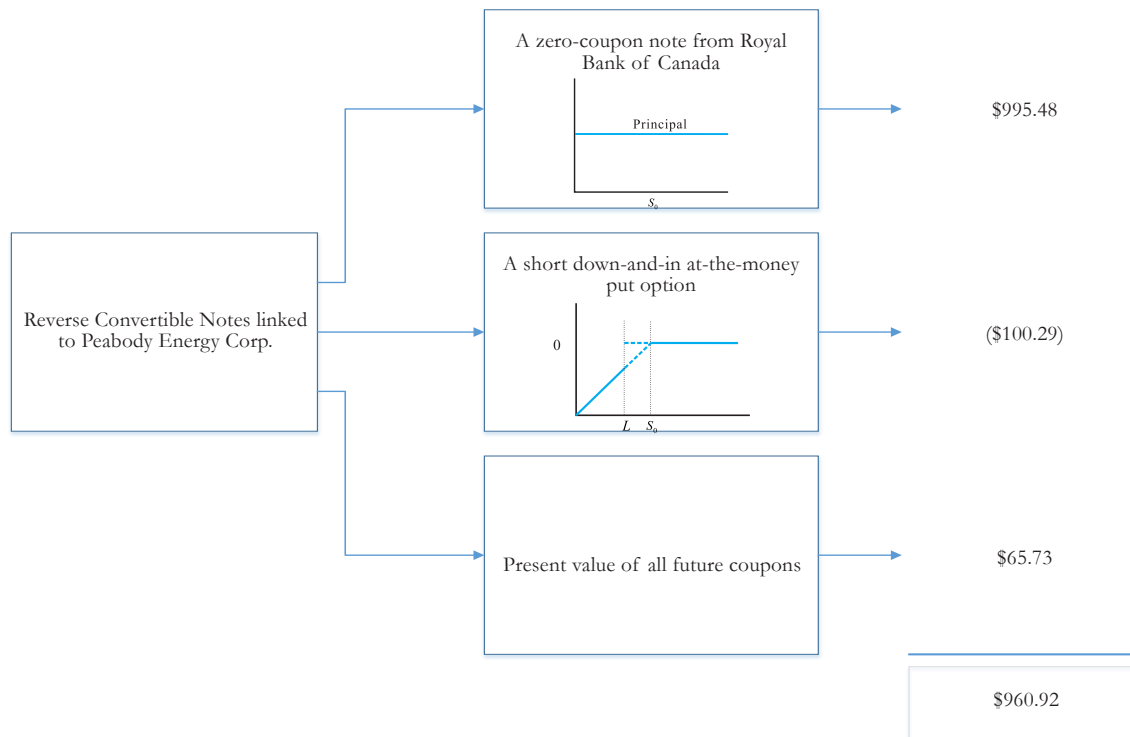 A zero-coupon note from Royal
Bank of Canada
Principal
S₀
$995.48
Reverse Convertible Notes linked
to Peabody Energy Corp.
A short down-and-in at-the-money
put option
0
L S₀
($100.29)
Present value of all future coupons
$65.73
$960.92